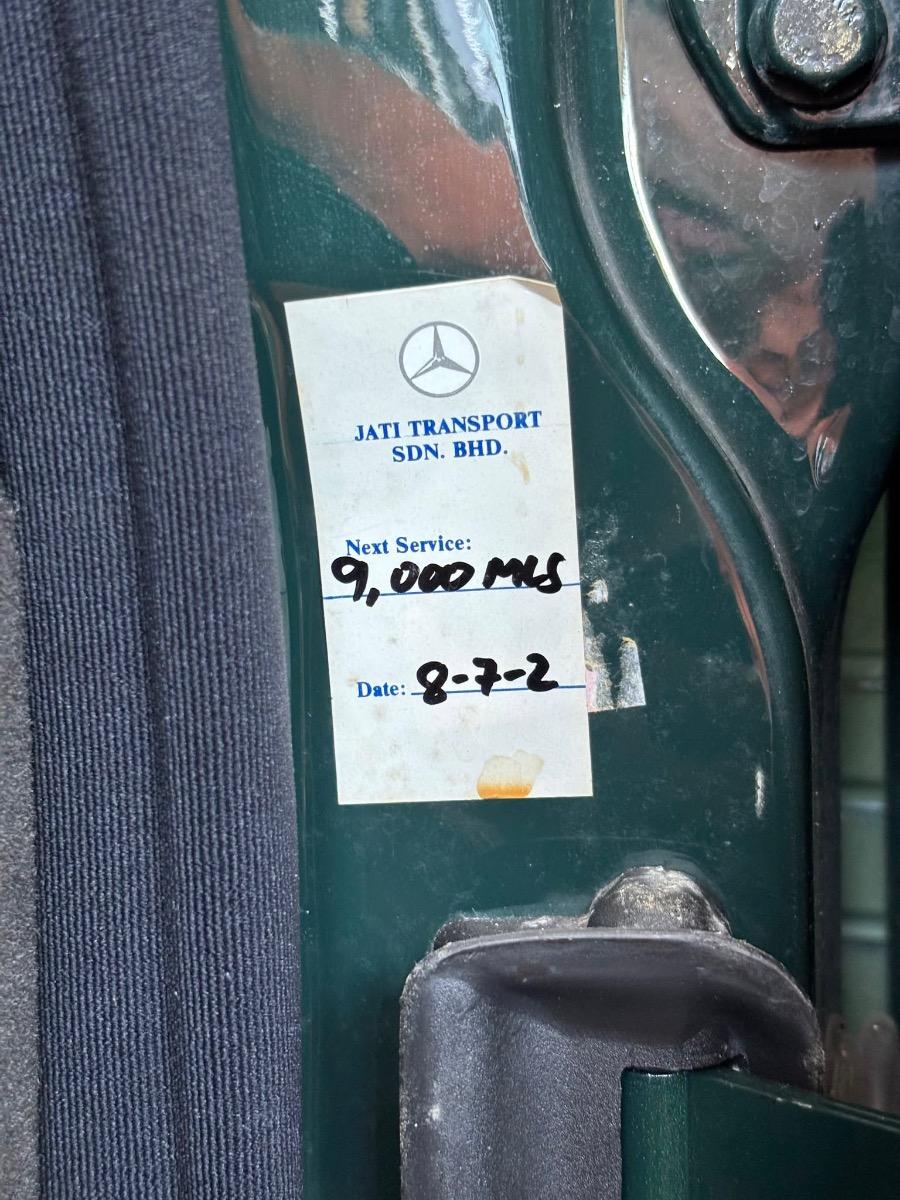 JATI TRANSPORT
SDN. BHD.
Next Service:
9,000 MLS
Date: 8-7-2